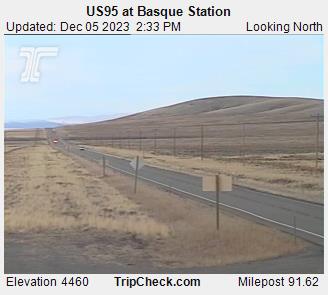 US95 at Basque Station
Updated: Dec 05 2023 2:33 PM Looking North
Elevation 4460 TripCheck.com Milepost 91.62